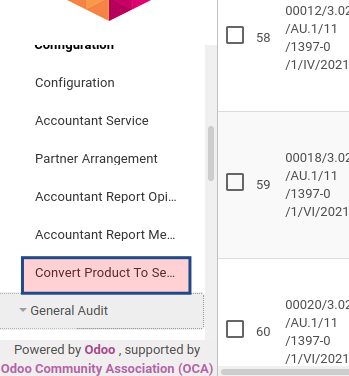 Configuration
Configuration
Accountant Service
Partner Arrangement
Accountant Report Opi...
Accountant Report Me...
Convert Product To Se...
General Audit
Powered by Odoo , supported by
Odoo Community Association (OCA)
58
00012/3.02
/AU.1/11
/1397-0
/1/IV/2021
59
00018/3.02
/AU.1/11
/1397-0
/1/VI/2021
60
00020/3.02
/AU.1/11
/1397-0
/1/VI/2021